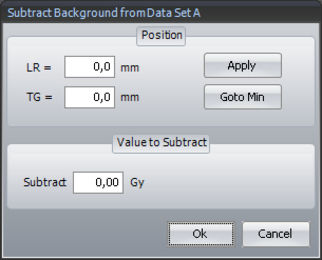 Subtract Background from Data Set A
Position
LR = 0,0 mm Apply
TG = 0,0 mm Goto Min
Value to Subtract
Subtract 0,00 Gy
Ok Cancel